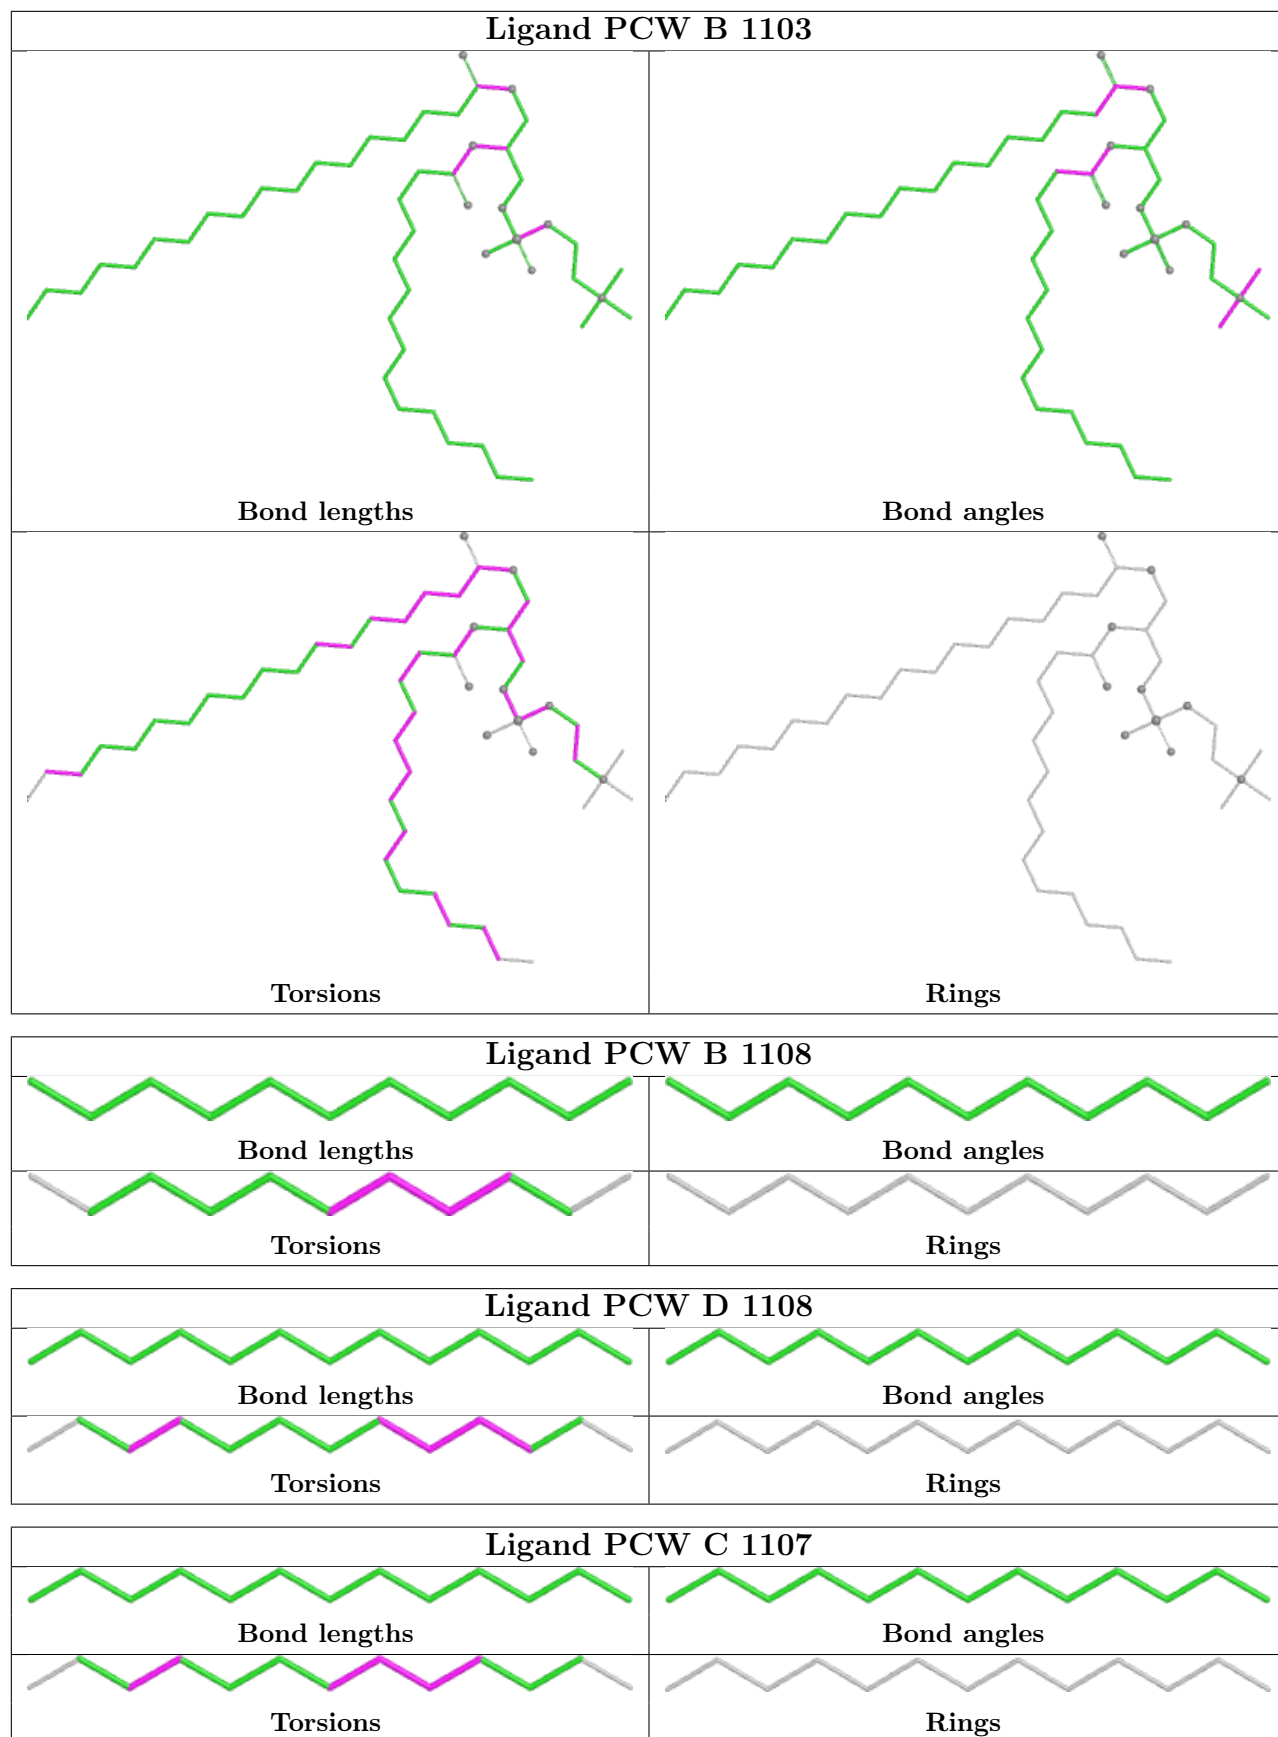 Ligand PCW B 1103
Bond lengths
Bond angles
Torsions
Rings
Ligand PCW B 1108
Bond lengths
Bond angles
Torsions
Rings
Ligand PCW D 1108
Bond lengths
Bond angles
Torsions
Rings
Ligand PCW C 1107
Bond lengths
Bond angles
Torsions
Rings